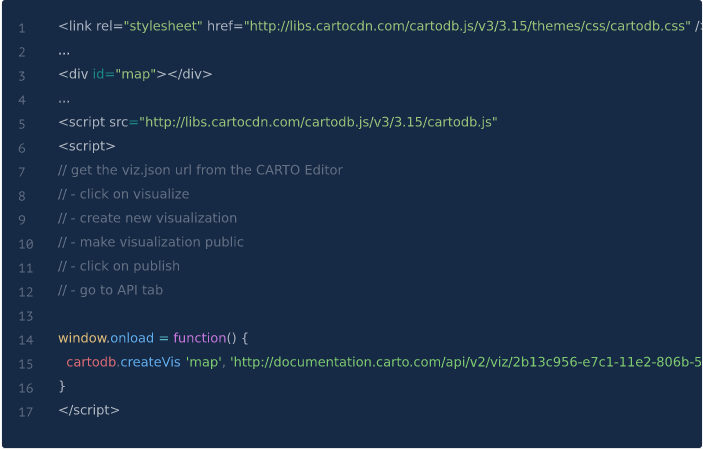 1 <link rel="stylesheet" href="http://libs.cartocdn.com/cartodb.js/v3/3.15/themes/css/cartodb.css" />
2 ...
3 <div id="map"></div>
4 ...
5 <script src="http://libs.cartocdn.com/cartodb.js/v3/3.15/cartodb.js"
6 <script>
7 // get the viz.json url from the CARTO Editor
8 // - click on visualize
9 // - create new visualization
10 // - make visualization public
11 // - click on publish
12 // - go to API tab
13
14 window.onload = function() {
15 cartodb.createVis 'map', 'http://documentation.carto.com/api/v2/viz/2b13c956-e7c1-11e2-806b-5
16 }
17 </script>